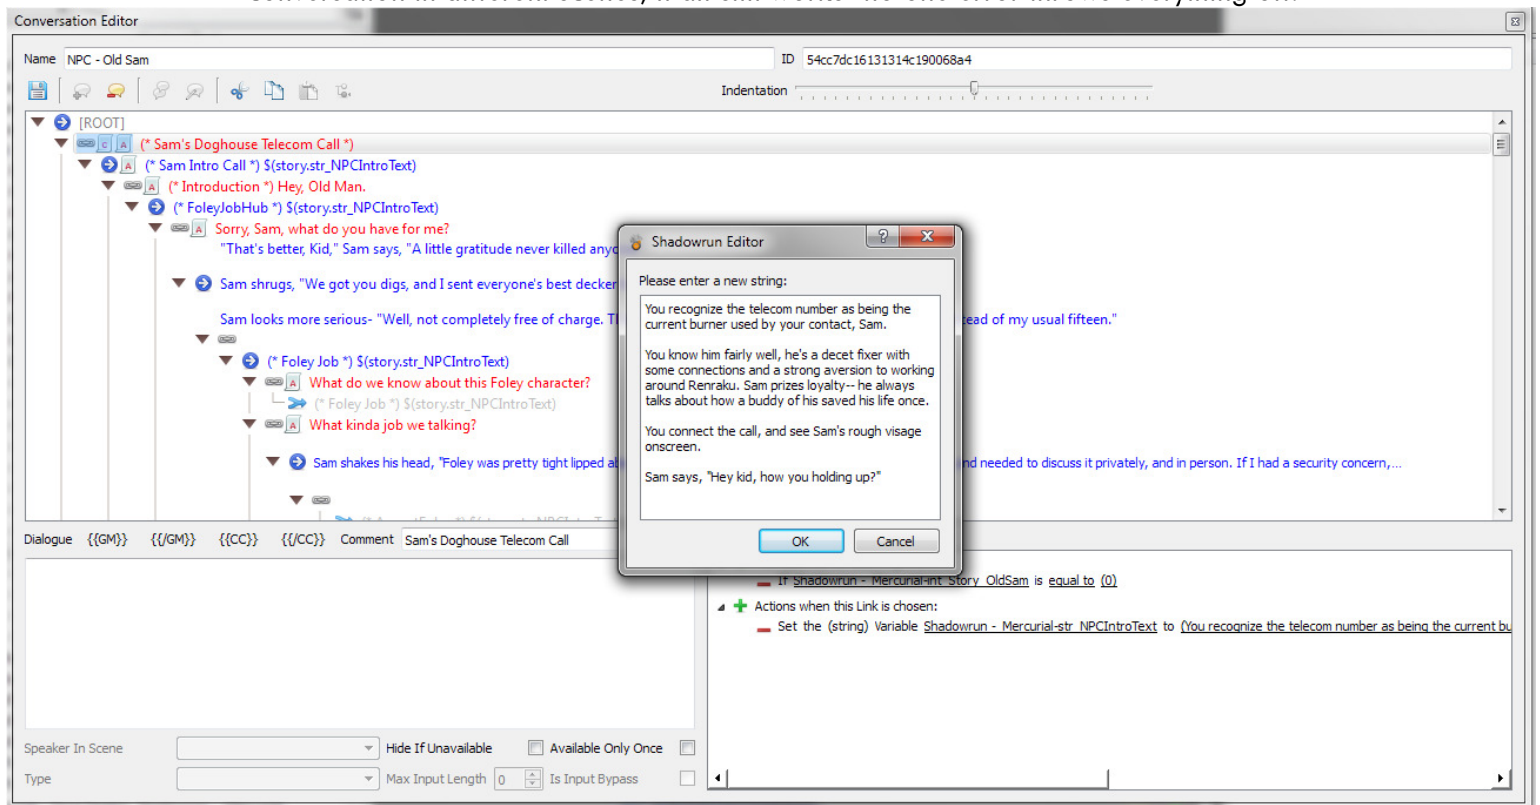 Conversation Editor
Name NPC - Old Sam ID 54cc7dc16131314c190068a4
Indentation
[ROOT]
C A (* Sam's Doghouse Telecom Call *)
A (* Sam Intro Call *) $(story.str_NPCIntroText)
A (* Introduction *) Hey, Old Man.
(* FoleyJobHub *) $(story.str_NPCIntroText)
A Sorry, Sam, what do you have for me?
"That's better, Kid," Sam says, "A little gratitude never killed
Sam shrugs, "We got you digs, and I sent everyone's best decker
Sam looks more serious- "Well, not completely free of charge. ead of my usual fifteen."
(* Foley Job *) $(story.str_NPCIntroText)
A What do we know about this Foley character?
(* Foley Job *) $(story.str_NPCIntroText)
A What kinda job we talking?
Sam shakes his head, "Foley was pretty tight lipped nd needed to discuss it privately, and in person. If I had a security concern,...
Shadowrun Editor
Please enter a new string:
You recognize the telecom number as being the
current burner used by your contact, Sam.
You know him fairly well, he's a decet fixer with
some connections and a strong aversion to working
around Renraku. Sam prizes loyalty-- he always
talks about how a buddy of his saved his life once.
You connect the call, and see Sam's rough visage
onscreen.
Sam says, "Hey kid, how you holding up?"
OK Cancel
Dialogue {{GM}} {{/GM}} {{CC}} {{/CC}} Comment Sam's Doghouse Telecom Call
If Shadowrun - Mercurial-int Story OldSam is equal to (0)
Actions when this Link is chosen:
Set the (string) Variable Shadowrun - Mercurial-str NPCIntroText to (You recognize the telecom number as being the current bu
Speaker In Scene Hide If Unavailable Available Only Once
Type Max Input Length 0 Is Input Bypass